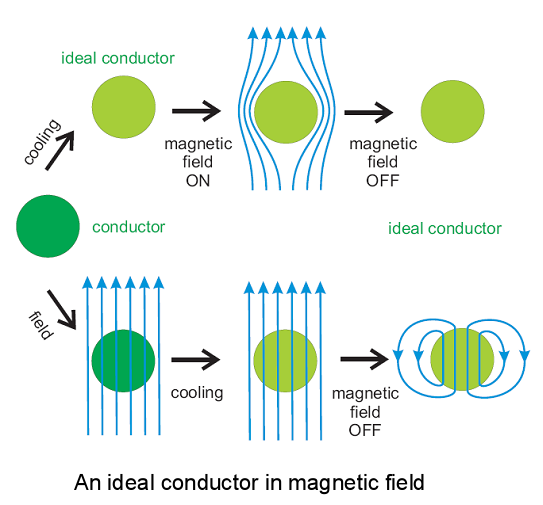 ideal conductor
cooling
magnetic
field
ON
magnetic
field
OFF
conductor
ideal conductor
field
cooling
magnetic
field
OFF
An ideal conductor in magnetic field